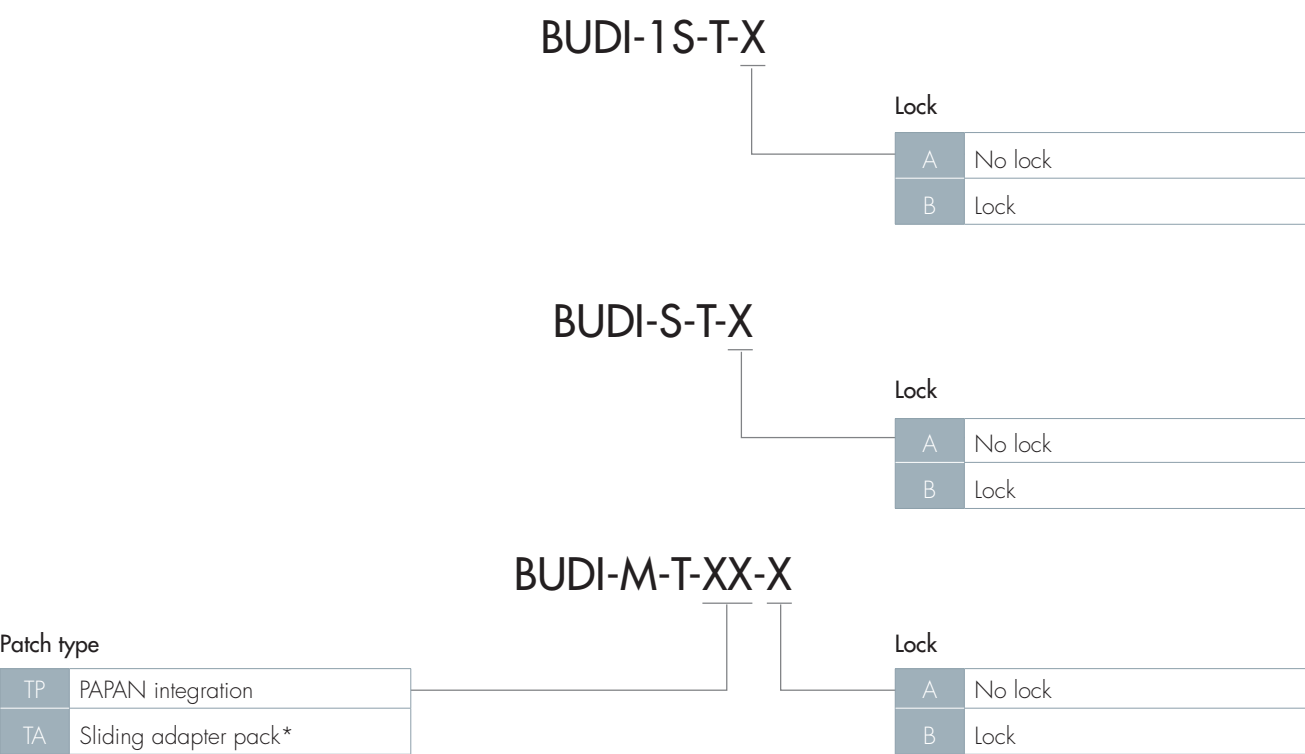 BUDI-1S-T-X
Lock
A No lock
B Lock
BUDI-S-T-X
Lock
A No lock
B Lock
BUDI-M-T-XX-X
Patch type
TP PAPAN integration
TA Sliding adapter pack*
Lock
A No lock
B Lock